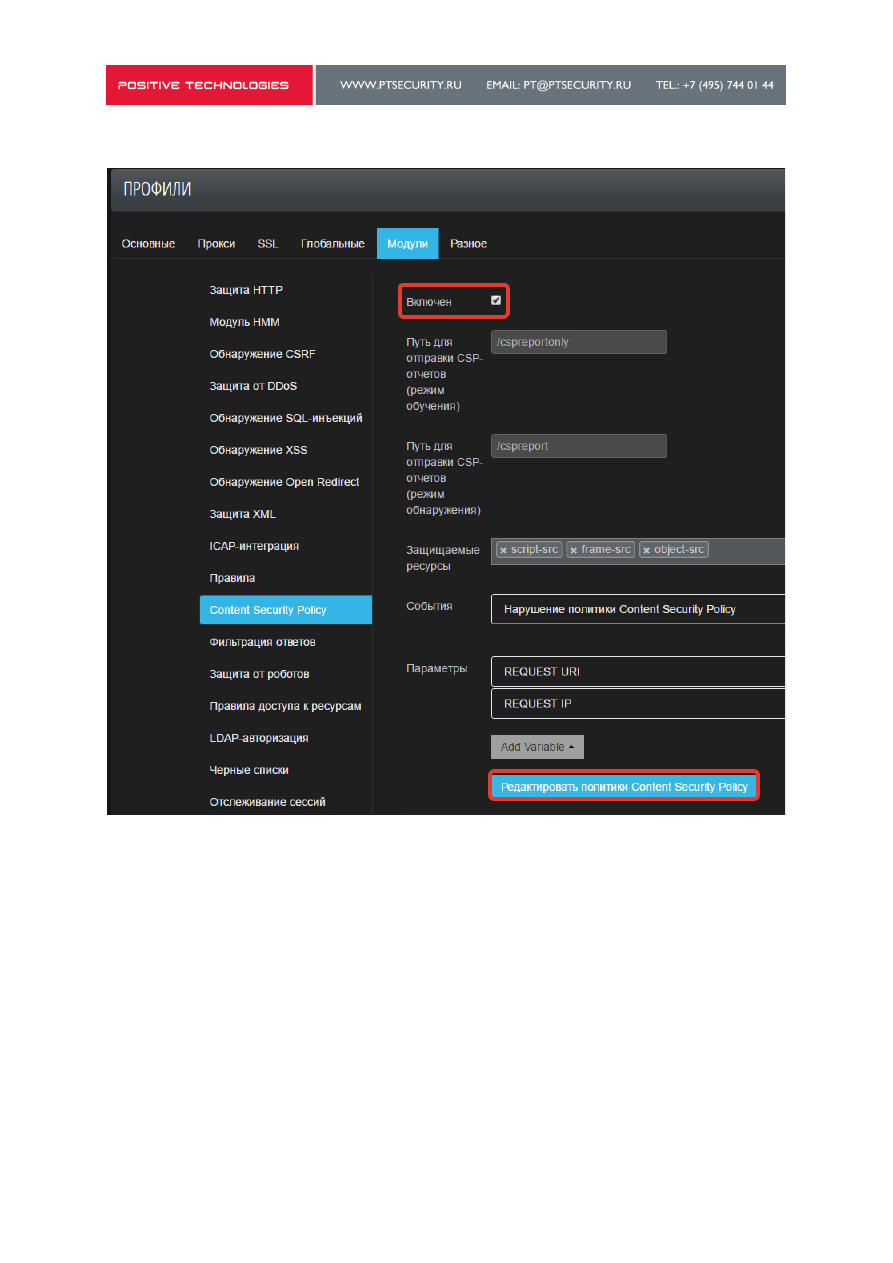 POSITIVE TECHNOLOGIES
WWW.PTSECURITY.RU EMAIL: PT@PTSECURITY.RU TEL.: +7 (495) 744 01 44
ПРОФИЛИ
Основные Прокси SSL Глобальные Модули Разное
Защита HTTP
Модуль HMM
Обнаружение CSRF
Защита от DDoS
Обнаружение SQL-инъекций
Обнаружение XSS
Обнаружение Open Redirect
Защита XML
ICAP-интеграция
Правила
Content Security Policy
Фильтрация ответов
Защита от роботов
Правила доступа к ресурсам
LDAP-авторизация
Черные списки
Отслеживание сессий
Включен
Путь для
отправки CSP-
отчетов
(режим
обучения)
/cspreportonly
Путь для
отправки CSP-
отчетов
(режим
обнаружения)
/cspreport
Защищаемые
ресурсы
× script-src × frame-src × object-src
События
Нарушение политики Content Security Policy
Параметры
REQUEST URI
REQUEST IP
Add Variable
Редактировать политики Content Security Policy